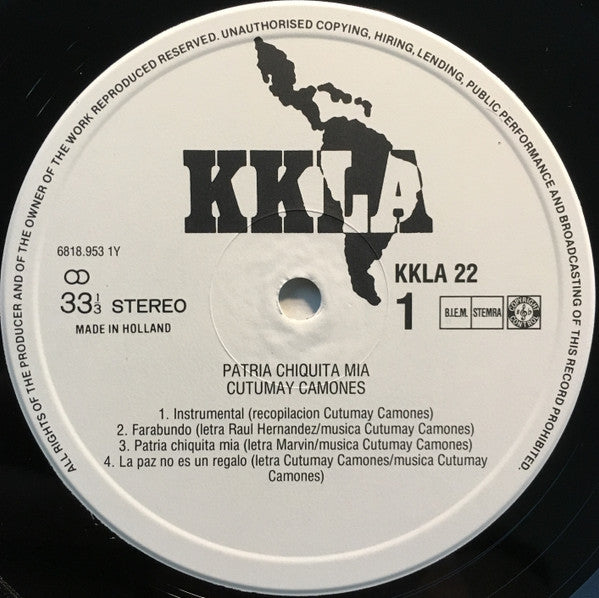 ALL RIGHTS OF THE PRODUCER AND OF THE OWNER OF THE WORK REPRODUCED RESERVED. UNAUTHORISED COPYING, HIRING, LENDING, PUBLIC PERFORMANCE AND BROADCASTING OF THIS RECORD PROHIBITED.
KKLA
6818.953 1Y
33 1/3 STEREO
MADE IN HOLLAND
KKLA 22
1
B.I.E.M. STEMRA
COPYRIGHT CONTROL
PATRIA CHIQUITA MIA
CUTUMAY CAMONES
1. Instrumental (recopilacion Cutumay Camones)
2. Farabundo (letra Raul Hernandez/musica Cutumay Camones)
3. Patria chiquita mia (letra Marvin/musica Cutumay Camones)
4. La paz no es un regalo (letra Cutumay Camones/musica Cutumay
Camones)